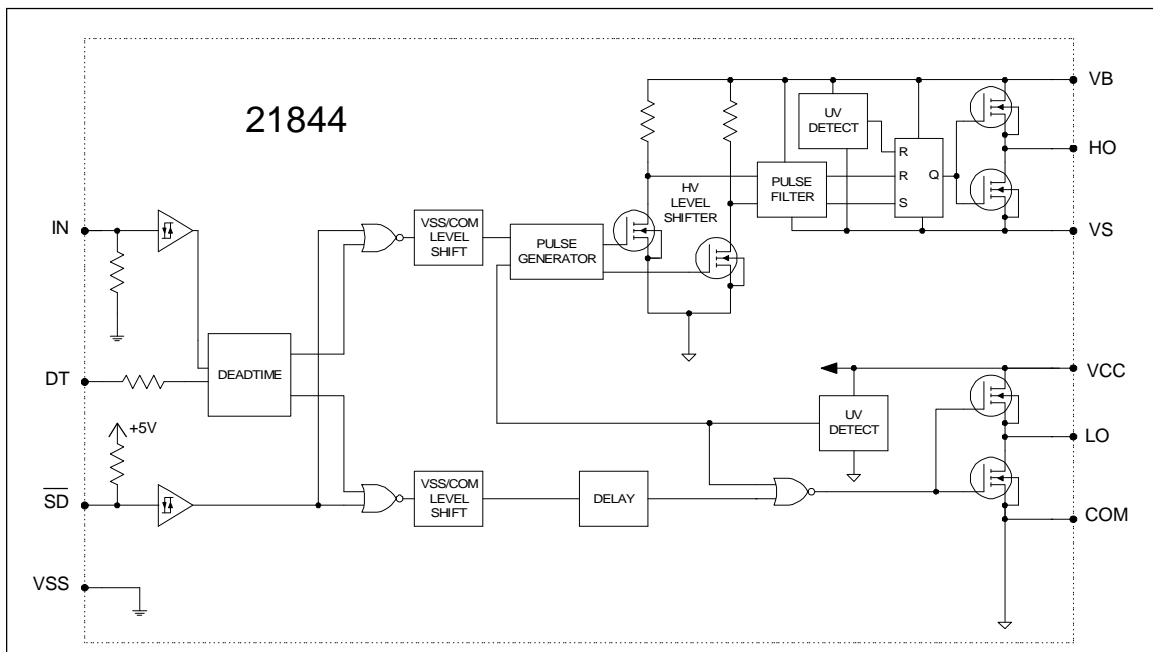 21844
VB
UV
DETECT
HO
R
R
S
Q
PULSE
FILTER
HV
LEVEL
SHIFTER
IN
VSS/COM
LEVEL
SHIFT
PULSE
GENERATOR
VS
DEADTIME
DT
VCC
UV
DETECT
LO
+5V
SD
VSS/COM
LEVEL
SHIFT
DELAY
COM
VSS